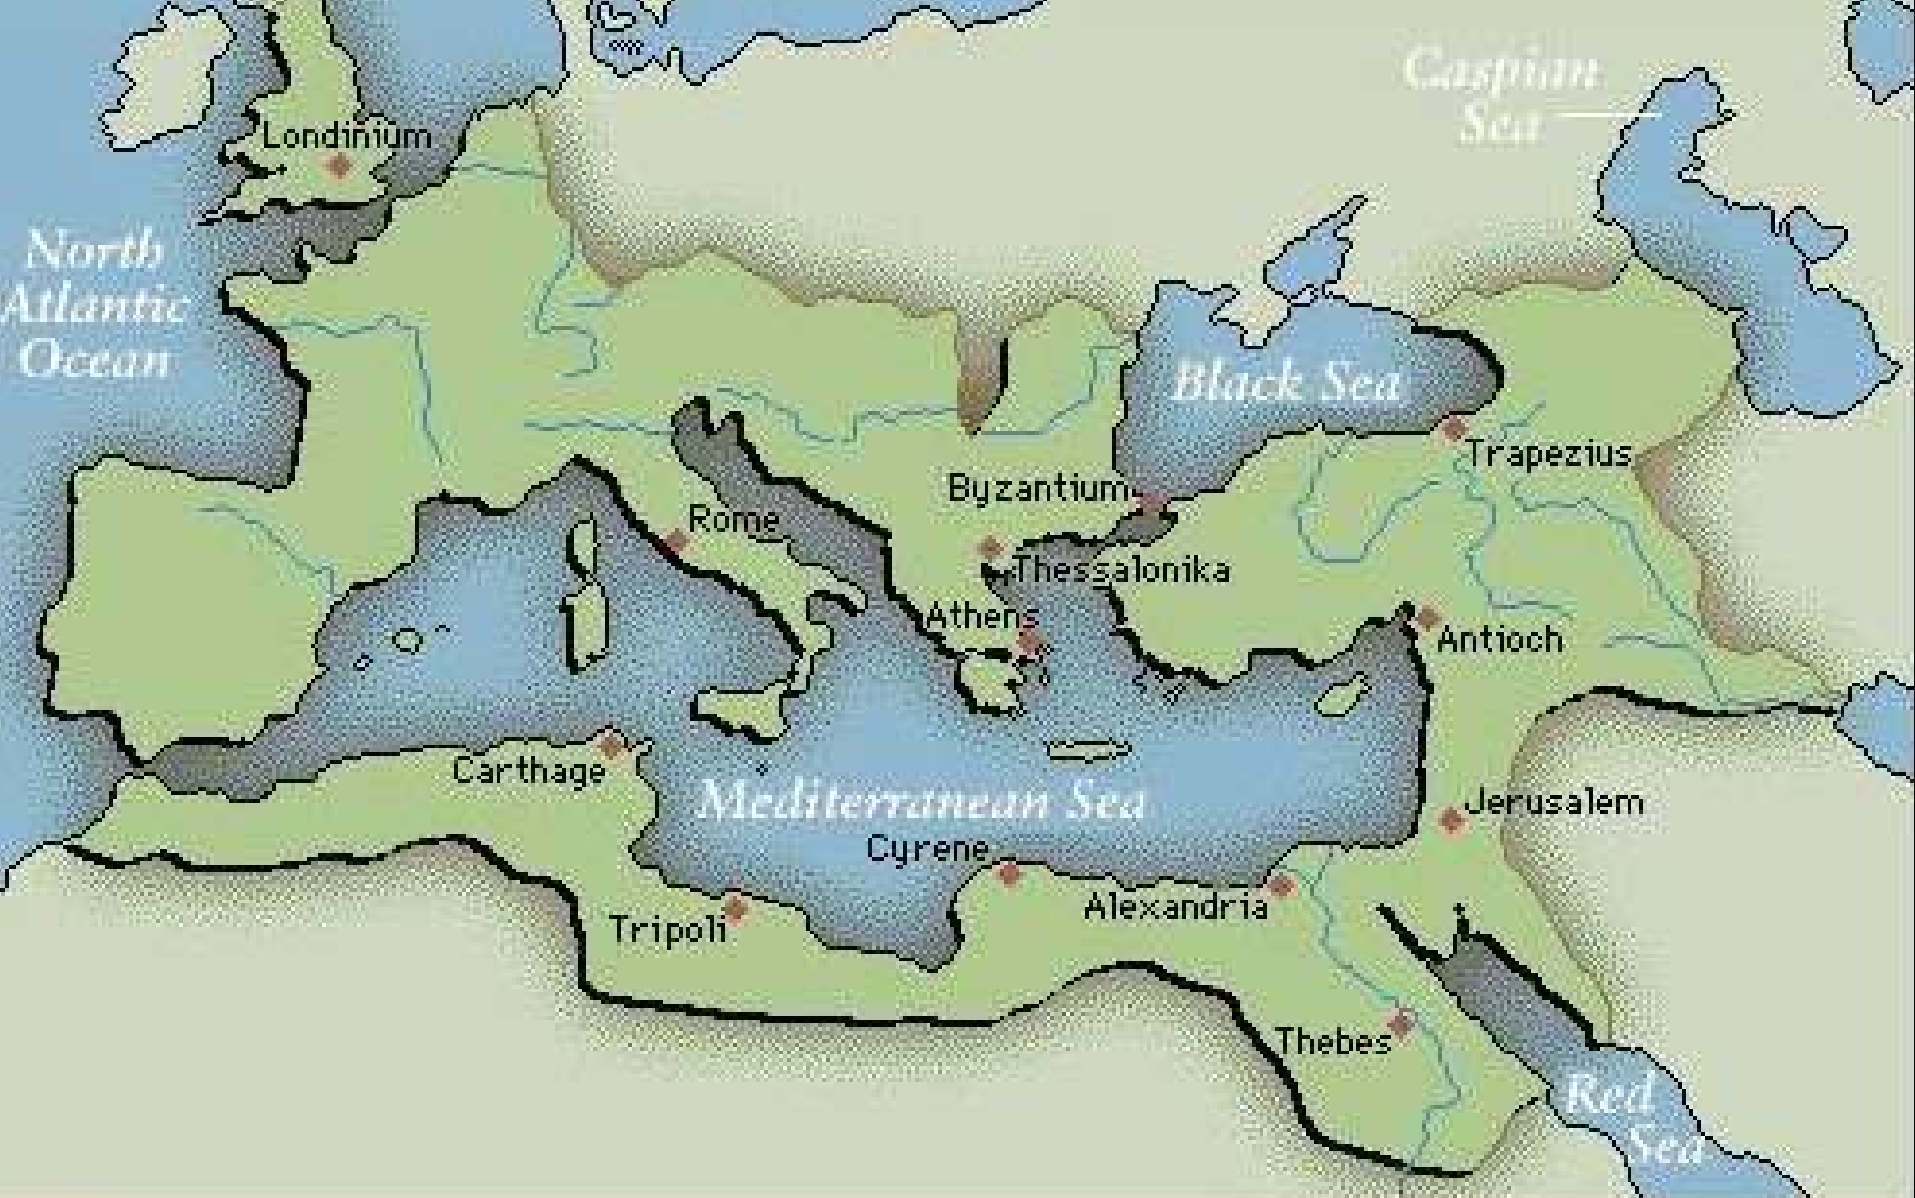 Caspian
Sea
Londinium
North
Atlantic
Ocean
Black Sea
Trapezius
Byzantium
Rome
Thessalonika
Athens
Antioch
Carthage
Mediterranean Sea
Jerusalem
Cyrene
Alexandria
Tripoli
Thebes
Red
Sea